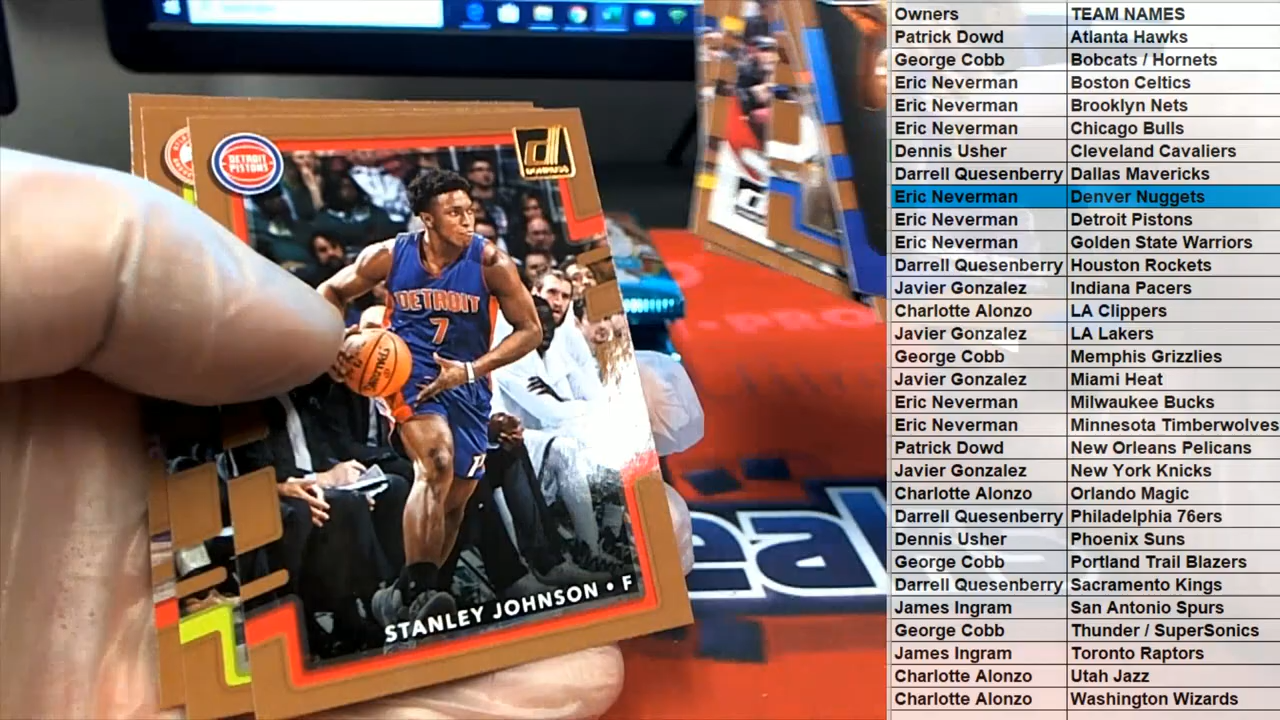 DETROIT
PISTONS
DETROIT
7
SPALDING
STANLEY JOHNSON • F
Owners TEAM NAMES
Patrick Dowd Atlanta Hawks
George Cobb Bobcats / Hornets
Eric Neverman Boston Celtics
Eric Neverman Brooklyn Nets
Eric Neverman Chicago Bulls
Dennis Usher Cleveland Cavaliers
Darrell Quesenberry Dallas Mavericks
Eric Neverman Denver Nuggets
Eric Neverman Detroit Pistons
Eric Neverman Golden State Warriors
Darrell Quesenberry Houston Rockets
Javier Gonzalez Indiana Pacers
Charlotte Alonzo LA Clippers
Javier Gonzalez LA Lakers
George Cobb Memphis Grizzlies
Javier Gonzalez Miami Heat
Eric Neverman Milwaukee Bucks
Eric Neverman Minnesota Timberwolves
Patrick Dowd New Orleans Pelicans
Javier Gonzalez New York Knicks
Charlotte Alonzo Orlando Magic
Darrell Quesenberry Philadelphia 76ers
Dennis Usher Phoenix Suns
George Cobb Portland Trail Blazers
Darrell Quesenberry Sacramento Kings
James Ingram San Antonio Spurs
George Cobb Thunder / SuperSonics
James Ingram Toronto Raptors
Charlotte Alonzo Utah Jazz
Charlotte Alonzo Washington Wizards